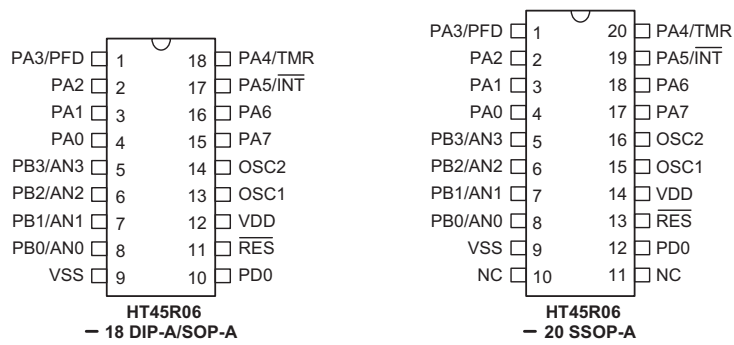 PA3/PFD 1 18 PA4/TMR
PA2 2 17 PA5/INT
PA1 3 16 PA6
PA0 4 15 PA7
PB3/AN3 5 14 OSC2
PB2/AN2 6 13 OSC1
PB1/AN1 7 12 VDD
PB0/AN0 8 11 RES
VSS 9 10 PD0
HT45R06
– 18 DIP-A/SOP-A
PA3/PFD 1 20 PA4/TMR
PA2 2 19 PA5/INT
PA1 3 18 PA6
PA0 4 17 PA7
PB3/AN3 5 16 OSC2
PB2/AN2 6 15 OSC1
PB1/AN1 7 14 VDD
PB0/AN0 8 13 RES
VSS 9 12 PD0
NC 10 11 NC
HT45R06
– 20 SSOP-A